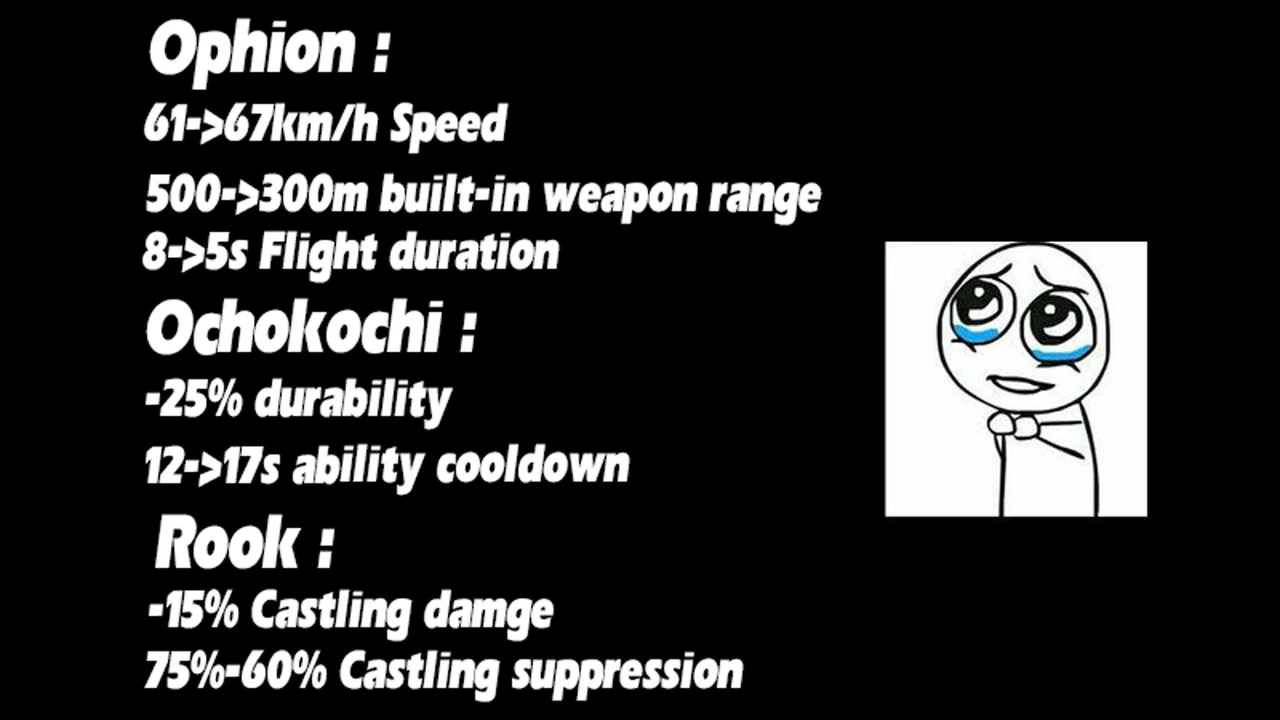 Ophion :
61->67km/h Speed
500->300m built-in weapon range
8->5s Flight duration
Ochokochi :
-25% durability
12->17s ability cooldown
Rook :
-15% Castling damge
75%-60% Castling suppression